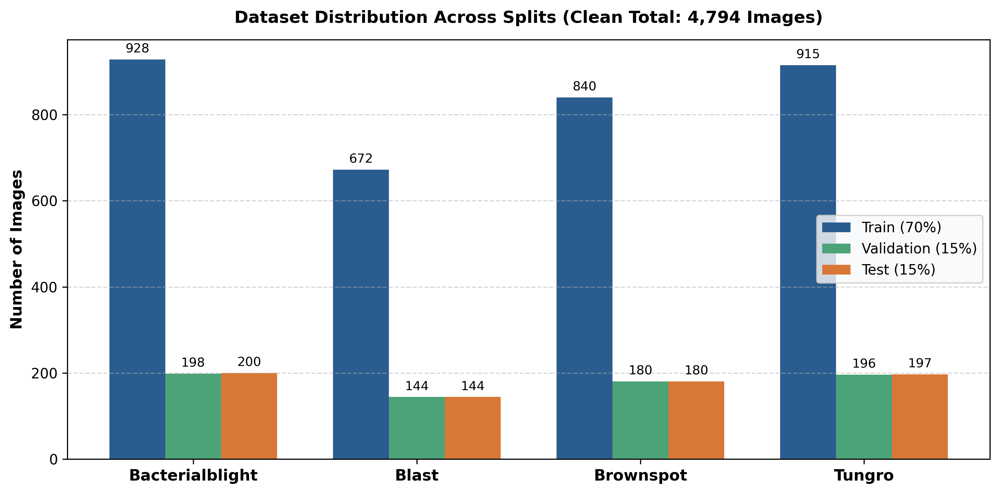 Dataset Distribution Across Splits (Clean Total: 4,794 Images)
Number of Images
800
600
400
200
0
928
198
200
672
144
144
840
180
180
915
196
197
Train (70%)
Validation (15%)
Test (15%)
Bacterialblight
Blast
Brownspot
Tungro